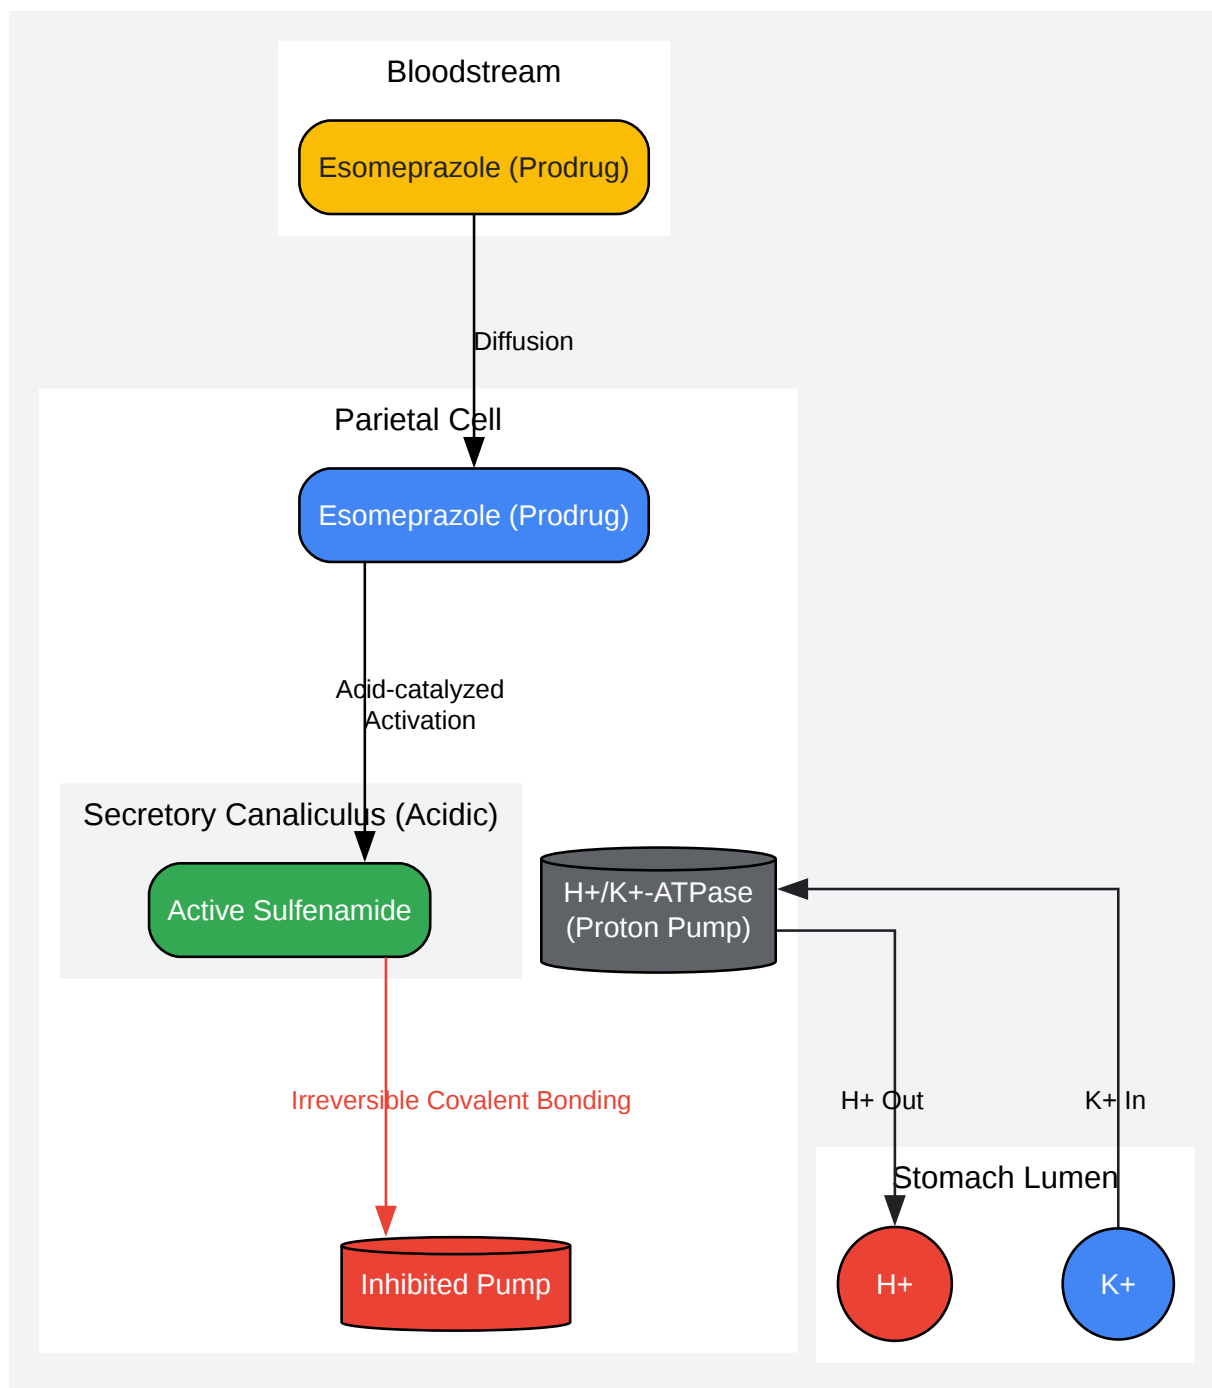 Bloodstream
Esomeprazole (Prodrug)
Diffusion
Parietal Cell
Esomeprazole (Prodrug)
Acid-catalyzed
Activation
Secretory Canaliculus (Acidic)
Active Sulfenamide
H+/K+-ATPase
(Proton Pump)
Irreversible Covalent Bonding
H+ Out
K+ In
Stomach Lumen
Inhibited Pump
H+
K+